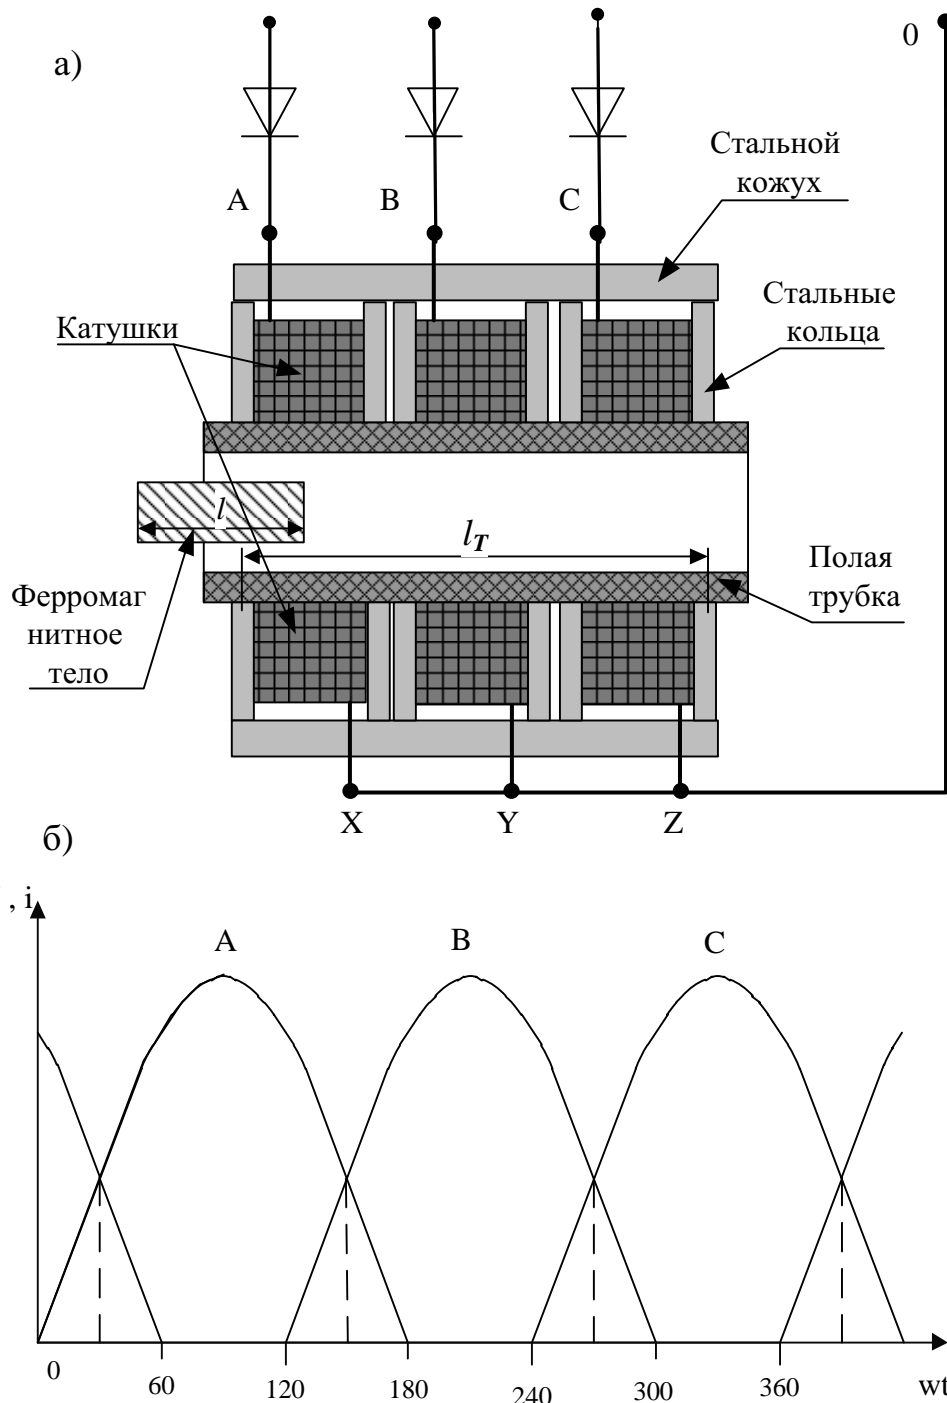 а)
0
Стальной
кожух
A
B
C
Стальные
кольца
Катушки
l
l_T
Полая
трубка
Ферромаг
нитное
тело
X
Y
Z
б)
, i
A
B
C
0
60
120
180
240
300
360
wt